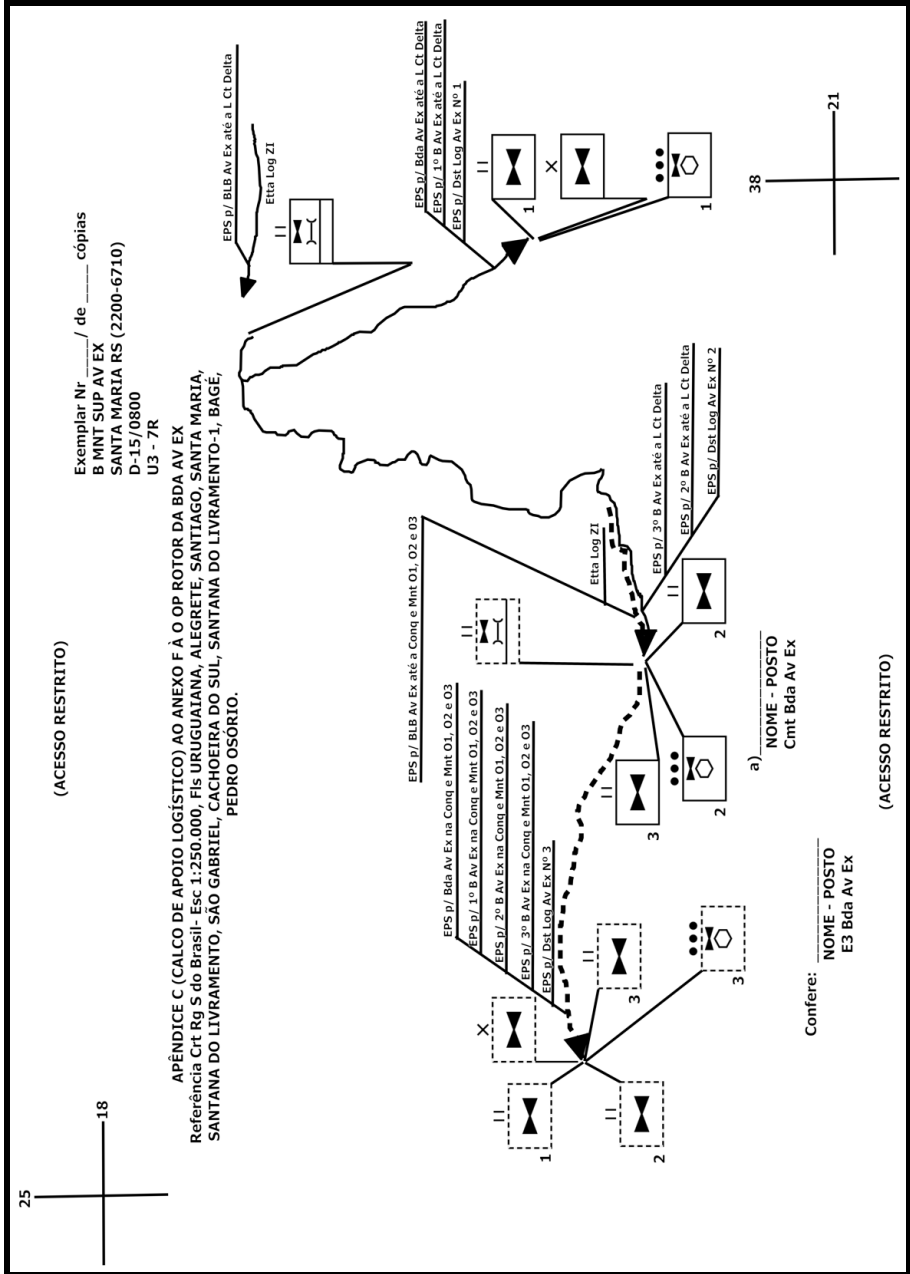 (ACESSO RESTRITO)
Exemplar Nr ____/ de ____ cópias
B MNT SUP AV EX
SANTA MARIA RS (2200-6710)
D-15/0800
U3 - 7R
25
18
APÊNDICE C (CALCO DE APOIO LOGÍSTICO) AO ANEXO F À O OP ROTOR DA BDA AV EX
Referência Crt Rg S do Brasil- Esc 1:250.000, Fls URUGUAIANA, ALEGRETE, SANTIAGO, SANTA MARIA,
SANTANA DO LIVRAMENTO, SÃO GABRIEL, CACHOEIRA DO SUL, SANTANA DO LIVRAMENTO-1, BAGÉ,
PEDRO OSÓRIO.
EPS p/ BLB Av Ex até a L Ct Delta
Etta Log ZI
EPS p/ Bda Av Ex até a L Ct Delta
EPS p/ 1º B Av Ex até a L Ct Delta
EPS p/ Dst Log Av Ex Nº 1
1
1
EPS p/ BLB Av Ex até a Conq e Mnt O1, O2 e O3
Etta Log ZI
EPS p/ 3º B Av Ex até a L Ct Delta
EPS p/ 2º B Av Ex até a L Ct Delta
EPS p/ Dst Log Av Ex Nº 2
3
2
2
EPS p/ Bda Av Ex na Conq e Mnt O1, O2 e O3
EPS p/ 1º B Av Ex na Conq e Mnt O1, O2 e O3
EPS p/ 2º B Av Ex na Conq e Mnt O1, O2 e O3
EPS p/ 3º B Av Ex na Conq e Mnt O1, O2 e O3
EPS p/ Dst Log Av Ex Nº 3
1
2
3
3
38
21
a)____________
NOME - POSTO
Cmt Bda Av Ex
Confere: ____________
NOME - POSTO
E3 Bda Av Ex
(ACESSO RESTRITO)